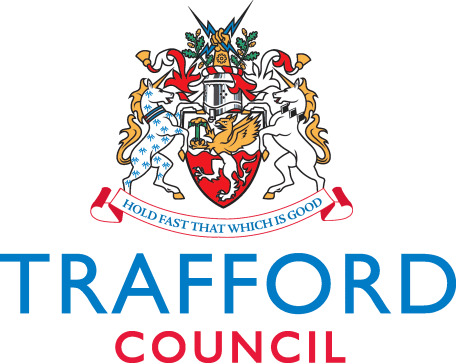 HOLD FAST THAT WHICH IS GOOD
TRAFFORD
COUNCIL